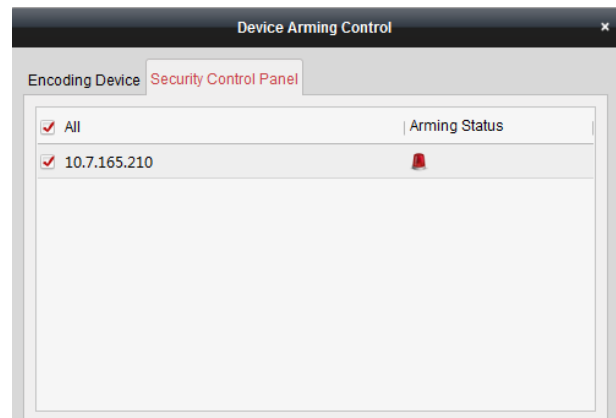 Device Arming Control ×
Encoding Device Security Control Panel
All Arming Status
10.7.165.210